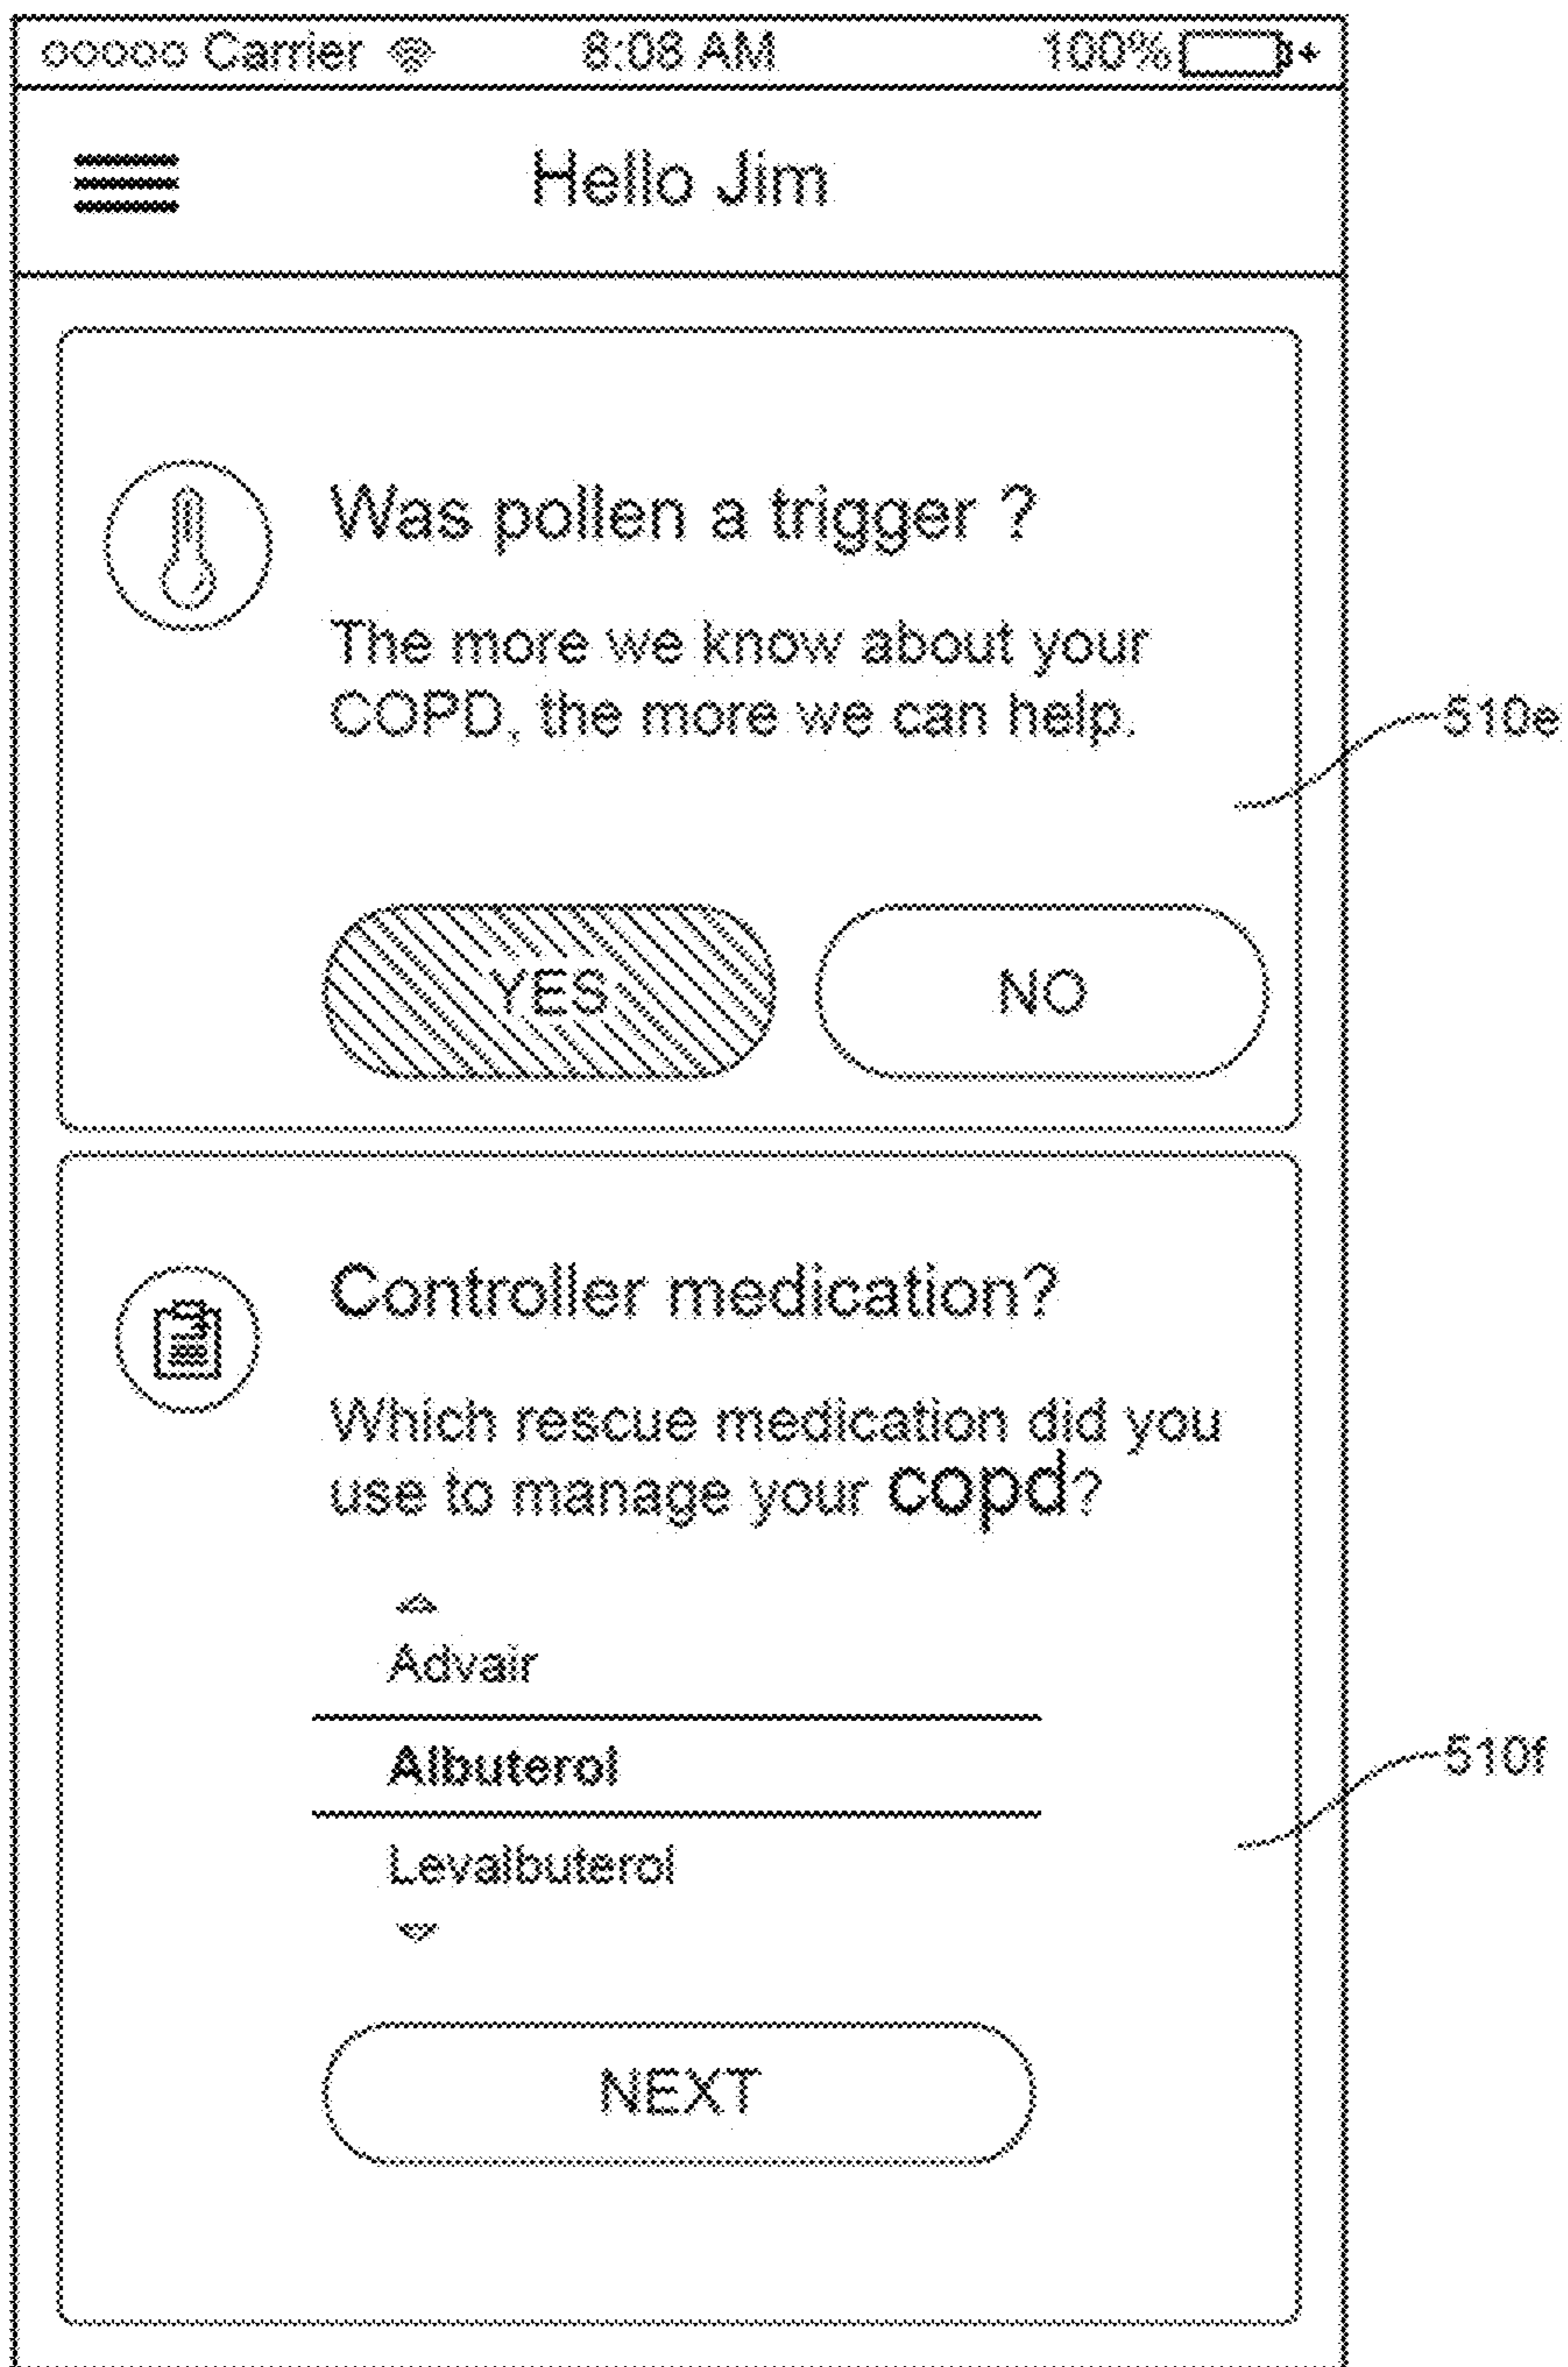 ooooo Carrier 8:08 AM 100%
Hello Jim
Was pollen a trigger ?
The more we know about your
COPD, the more we can help.
510e
YES NO
Controller medication?
Which rescue medication did you
use to manage your copd?
Advair
Albuterol
510f
Levalbuterol
NEXT